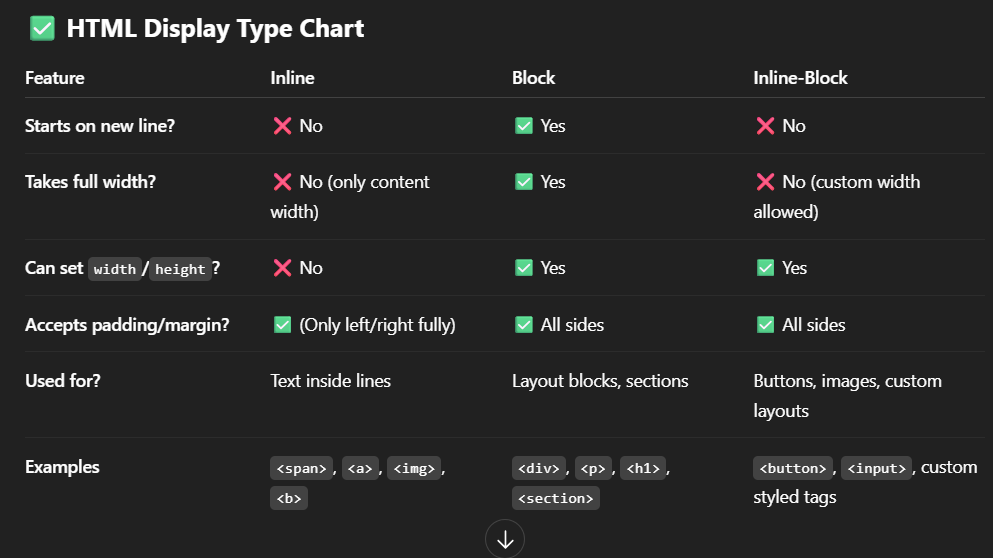 ✅ HTML Display Type Chart
Feature Inline Block Inline-Block
Starts on new line? ❌ No ✅ Yes ❌ No
Takes full width? ❌ No (only content ✅ Yes ❌ No (custom width
width) allowed)
Can set width/height? ❌ No ✅ Yes ✅ Yes
Accepts padding/margin? ✅ (Only left/right fully) ✅ All sides ✅ All sides
Used for? Text inside lines Layout blocks, sections Buttons, images, custom
layouts
Examples <span>, <a>, <img>, <div>, <p>, <h1>, <button>, <input>, custom
<b> <section> styled tags